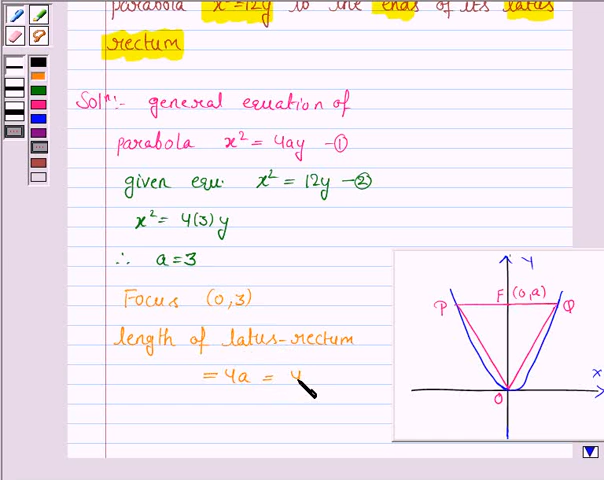 parabola x²=12y to the ends of its latus
rectum
Solⁿ:- general equation of
parabola x² = 4ay -①
given equ. x² = 12y -②
x² = 4(3)y
∴ a=3
Focus (0,3)
length of latus-rectum
= 4a = 4
Y
P F (0,a) Q
X
O